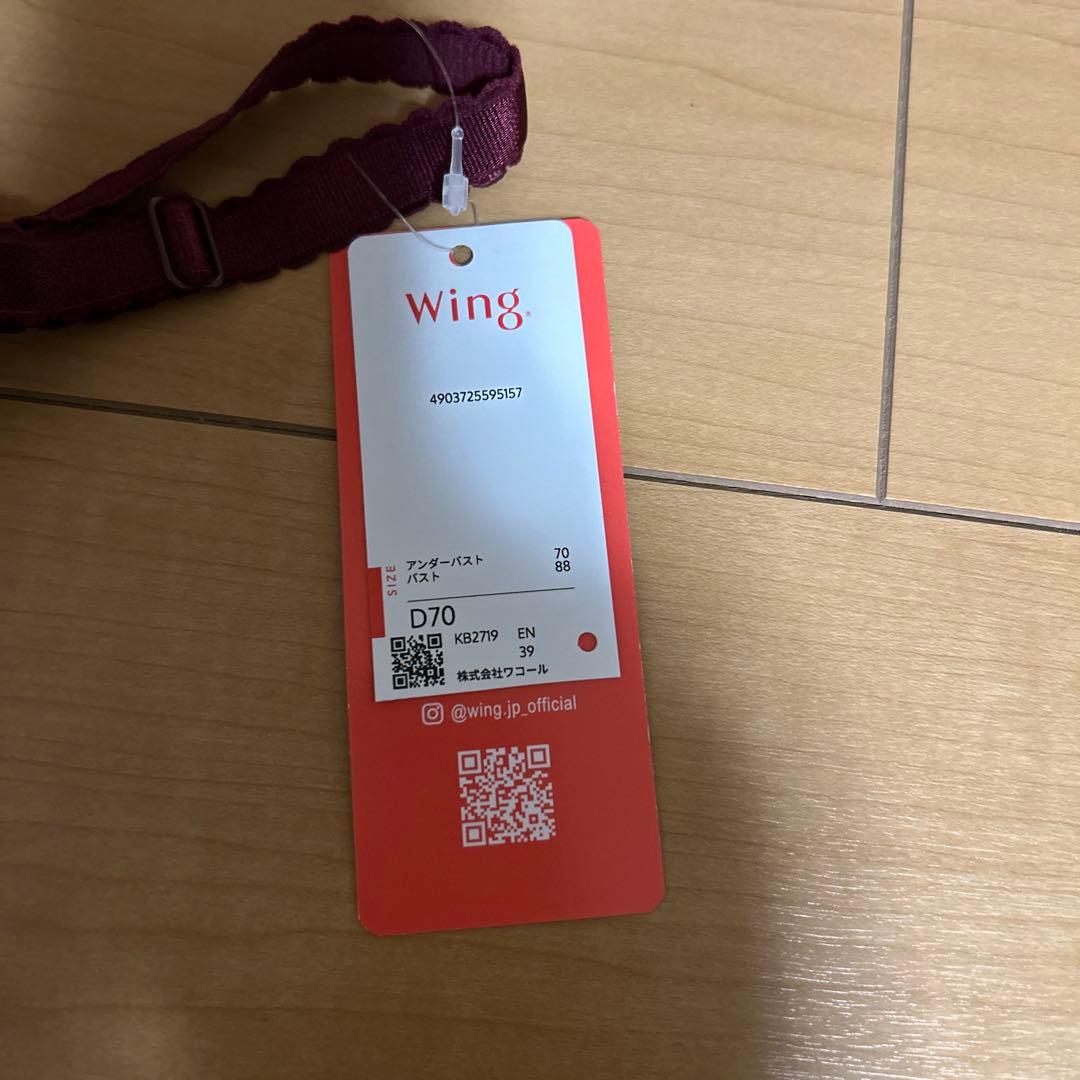 Wing
4903725595157
SIZE
アンダーバスト 70
バスト 88
D70
KB2719 EN
39
株式会社ワコール
@wing.jp_official